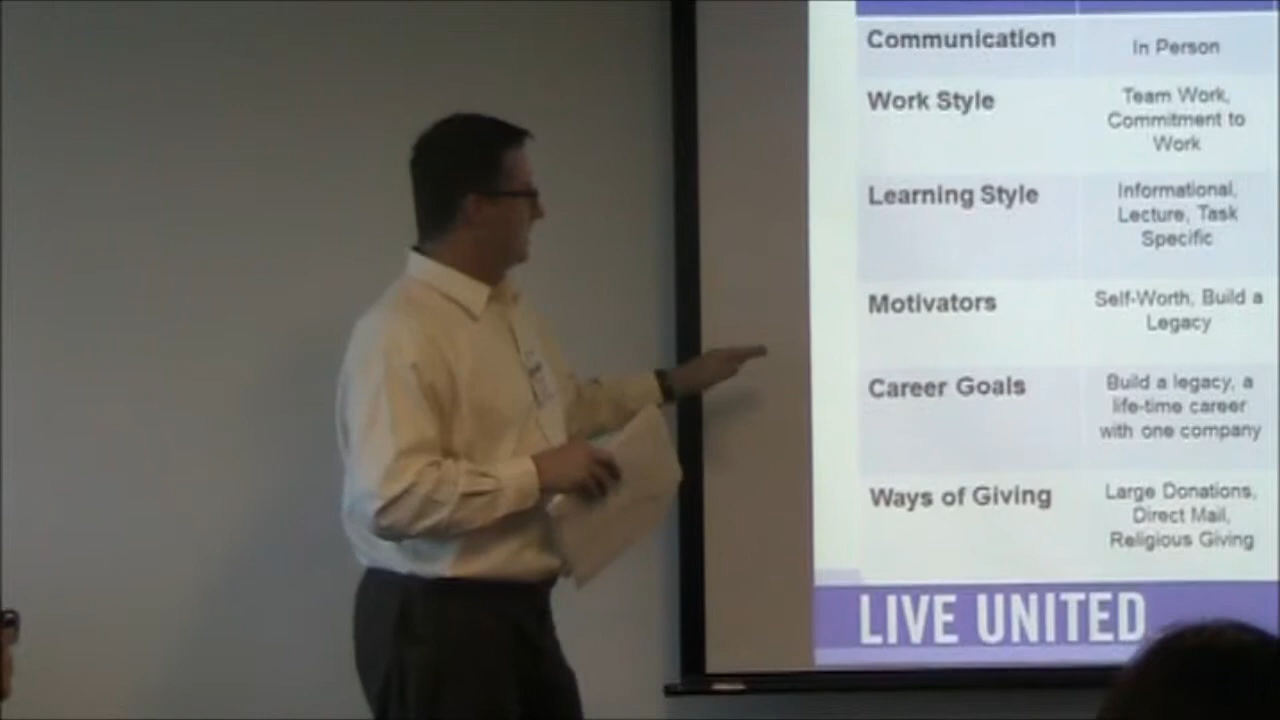 Communication
In Person
Work Style
Team Work,
Commitment to
Work
Learning Style
Informational,
Lecture, Task
Specific
Motivators
Self-Worth, Build a
Legacy
Career Goals
Build a legacy, a
life-time career
with one company
Ways of Giving
Large Donations,
Direct Mail,
Religious Giving
LIVE UNITED